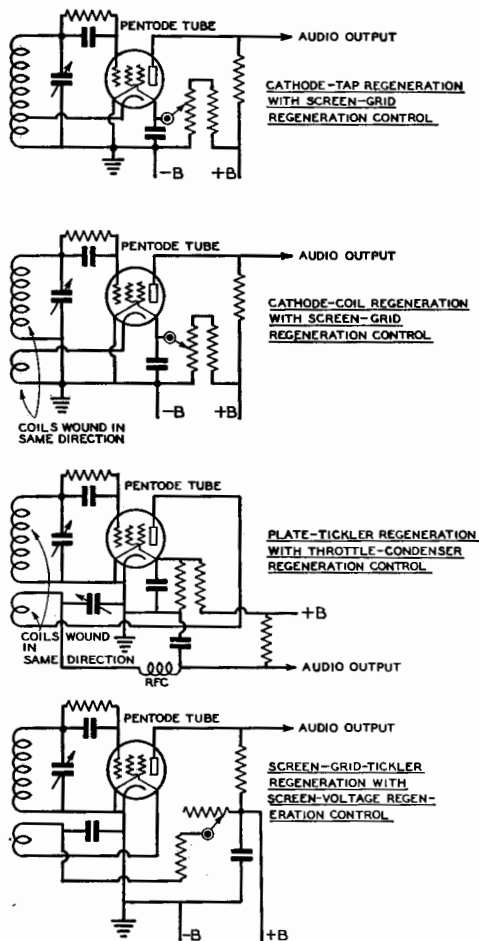 PENTODE TUBE
AUDIO OUTPUT
CATHODE-TAP REGENERATION
WITH SCREEN-GRID
REGENERATION CONTROL
-B +B
PENTODE TUBE
AUDIO OUTPUT
CATHODE-COIL REGENERATION
WITH SCREEN-GRID
REGENERATION CONTROL
COILS WOUND IN
SAME DIRECTION
-B +B
PENTODE TUBE
PLATE-TICKLER REGENERATION
WITH THROTTLE-CONDENSER
REGENERATION CONTROL
+B
COILS WOUND
IN
SAME DIRECTION
RFC
AUDIO OUTPUT
PENTODE TUBE
AUDIO OUTPUT
SCREEN-GRID-TICKLER
REGENERATION WITH
SCREEN-VOLTAGE REGEN-
ERATION CONTROL
-B +B